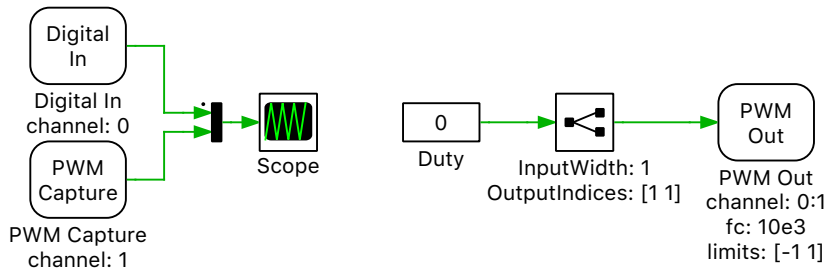 Digital
In
Digital In
channel: 0
PWM
Capture
PWM Capture
channel: 1
Scope
0
Duty
InputWidth: 1
OutputIndices: [1 1]
PWM
Out
PWM Out
channel: 0:1
fc: 10e3
limits: [-1 1]